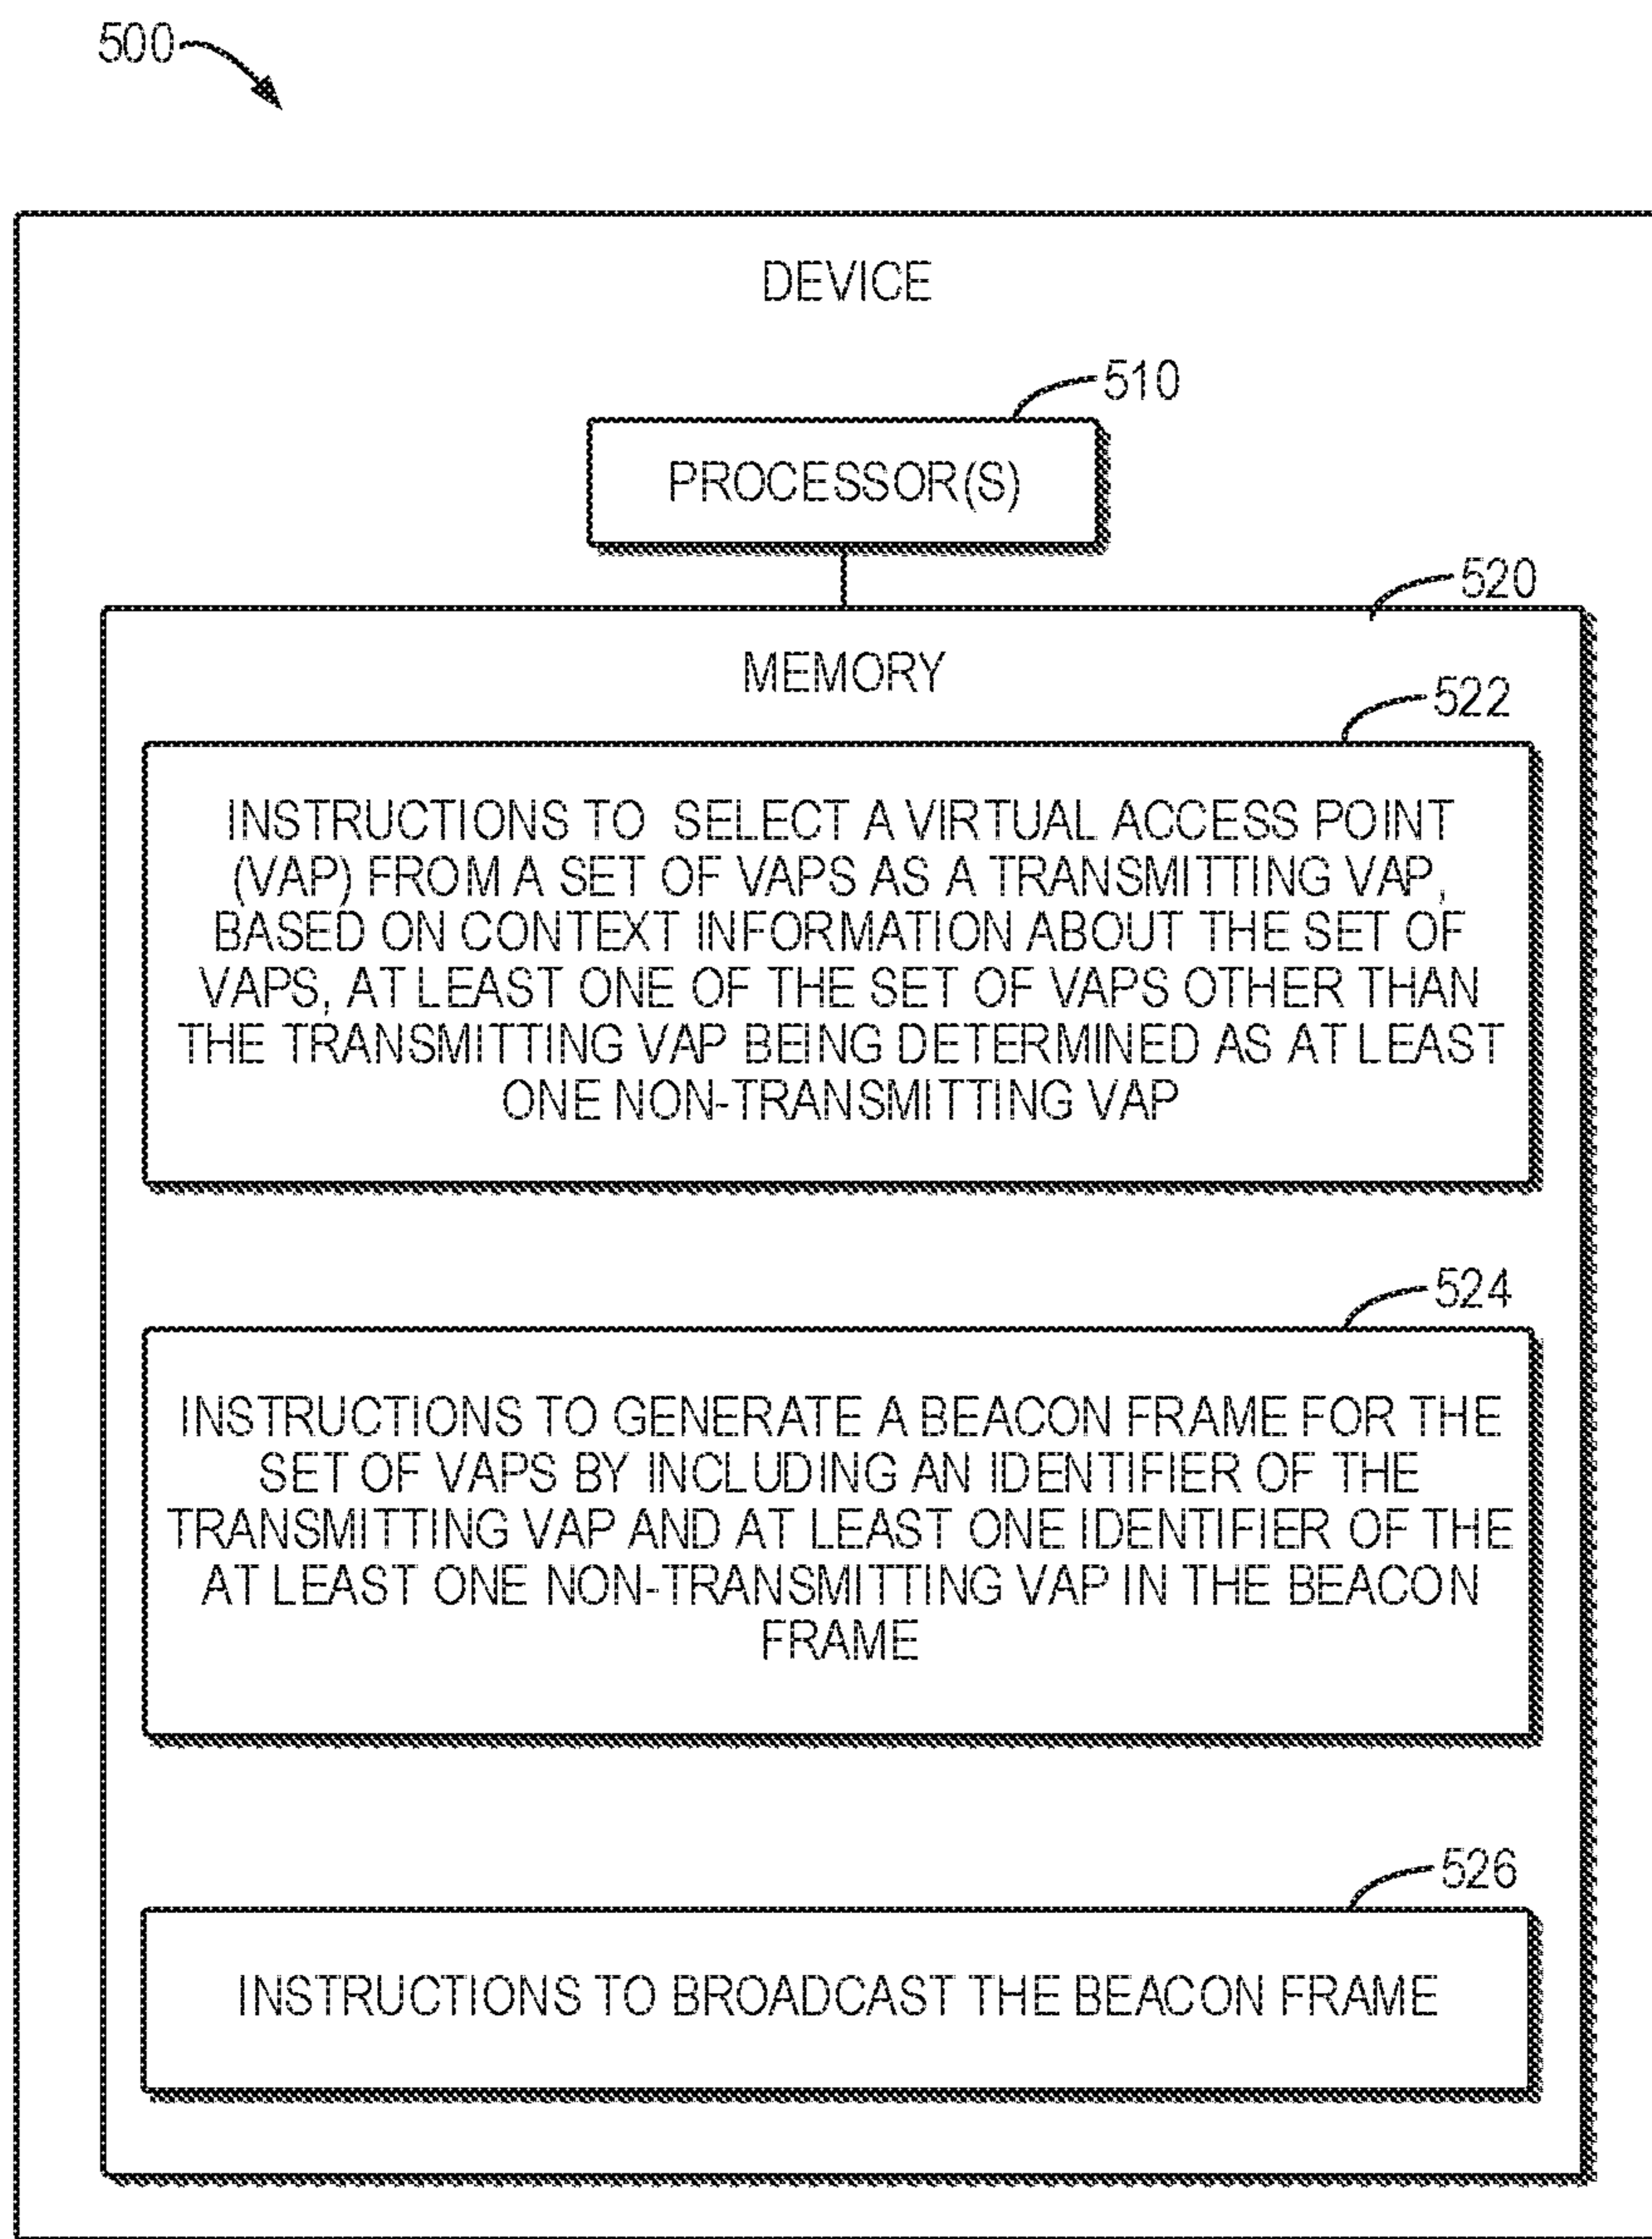 500
DEVICE
510
PROCESSOR(S)
520
MEMORY
522
INSTRUCTIONS TO SELECT A VIRTUAL ACCESS POINT
(VAP) FROM A SET OF VAPS AS A TRANSMITTING VAP,
BASED ON CONTEXT INFORMATION ABOUT THE SET OF
VAPS, AT LEAST ONE OF THE SET OF VAPS OTHER THAN
THE TRANSMITTING VAP BEING DETERMINED AS AT LEAST
ONE NON-TRANSMITTING VAP
524
INSTRUCTIONS TO GENERATE A BEACON FRAME FOR THE
SET OF VAPS BY INCLUDING AN IDENTIFIER OF THE
TRANSMITTING VAP AND AT LEAST ONE IDENTIFIER OF THE
AT LEAST ONE NON-TRANSMITTING VAP IN THE BEACON
FRAME
526
INSTRUCTIONS TO BROADCAST THE BEACON FRAME